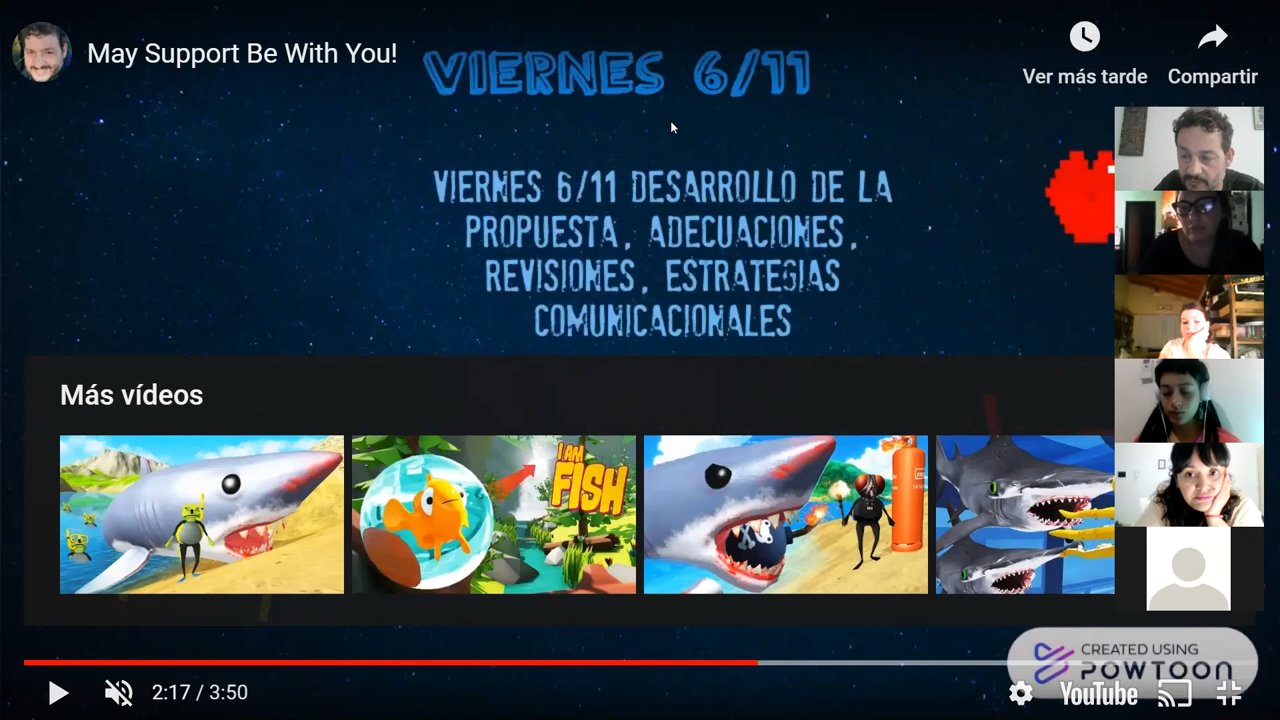 May Support Be With You!
VIERNES 6/11
Ver más tarde
Compartir
VIERNES 6/11 DESARROLLO DE LA
PROPUESTA, ADECUACIONES,
REVISIONES, ESTRATEGIAS
COMUNICACIONALES
Más vídeos
I AM
FISH
CREATED USING
POWTOON
2:17 / 3:50
YouTube